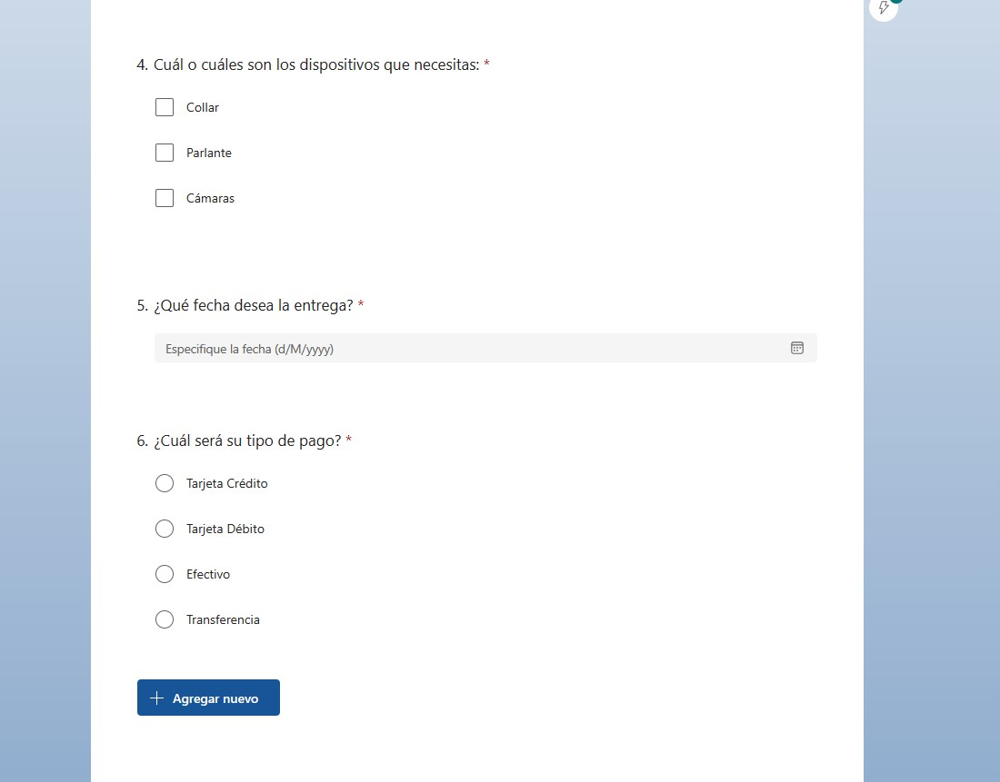 4. Cuál o cuáles son los dispositivos que necesitas: *
Collar
Parlante
Cámaras
5. ¿Qué fecha desea la entrega? *
Especifique la fecha (d/M/yyyy)
6. ¿Cuál será su tipo de pago? *
Tarjeta Crédito
Tarjeta Débito
Efectivo
Transferencia
Agregar nuevo